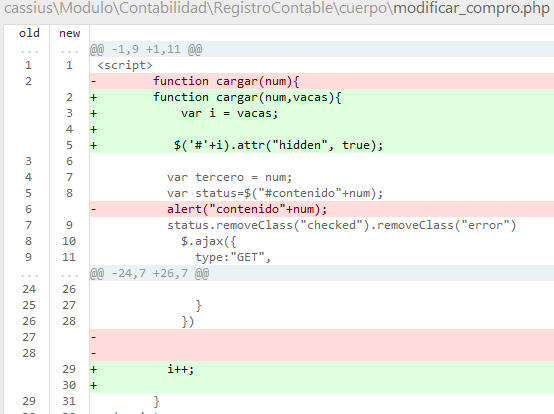 cassius\Modulo\Contabilidad\RegistroContable\cuerpo\modificar_compro.php
old new
... ... @@ -1,9 +1,11 @@
1 1 <script>
2 - function cargar(num){
2 + function cargar(num,vacas){
3 + var i = vacas;
4 +
5 + $('#'+i).attr("hidden", true);
3 6
4 7 var tercero = num;
5 8 var status=$("#contenido"+num);
6 - alert("contenido"+num);
7 9 status.removeClass("checked").removeClass("error")
8 10 $.ajax({
9 11 type:"GET",
... ... @@ -24,7 +26,7 @@
24 26
25 27 }
26 28 })
27 -
28 -
29 + i++;
30 +
29 31 }